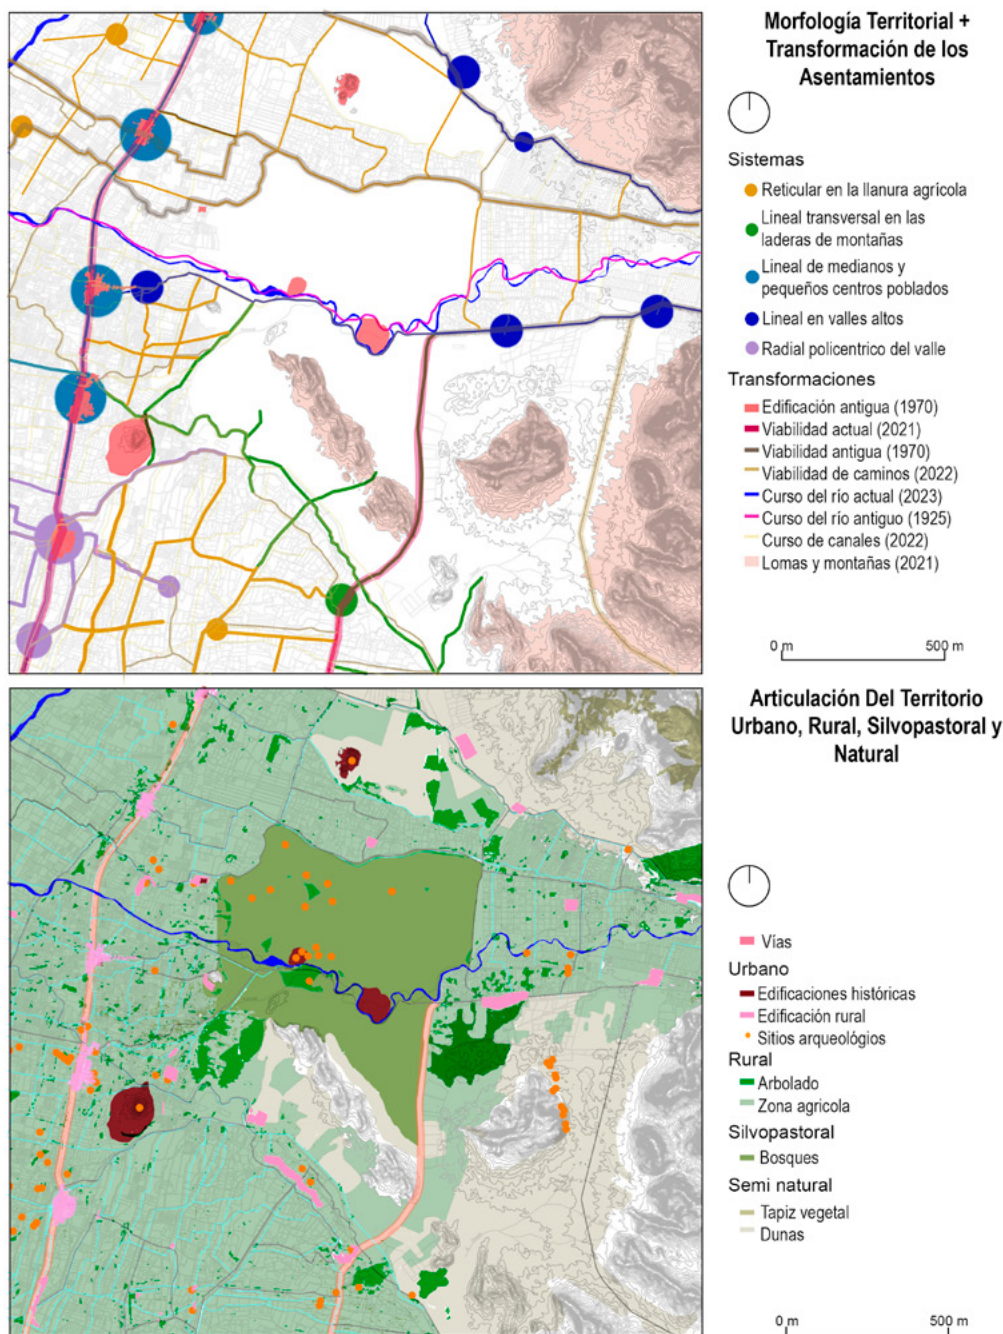 Morfología Territorial +
Transformación de los
Asentamientos
Sistemas
Reticular en la llanura agrícola
Lineal transversal en las
laderas de montañas
Lineal de medianos y
pequeños centros poblados
Lineal en valles altos
Radial policentrico del valle
Transformaciones
Edificación antigua (1970)
Viabilidad actual (2021)
Viabilidad antigua (1970)
Viabilidad de caminos (2022)
Curso del río actual (2023)
Curso del río antiguo (1925)
Curso de canales (2022)
Lomas y montañas (2021)
0 m 500 m
Articulación Del Territorio
Urbano, Rural, Silvopastoral y
Natural
Vías
Urbano
Edificaciones históricas
Edificación rural
Sitios arqueológios
Rural
Arbolado
Zona agricola
Silvopastoral
Bosques
Semi natural
Tapiz vegetal
Dunas
0 m 500 m